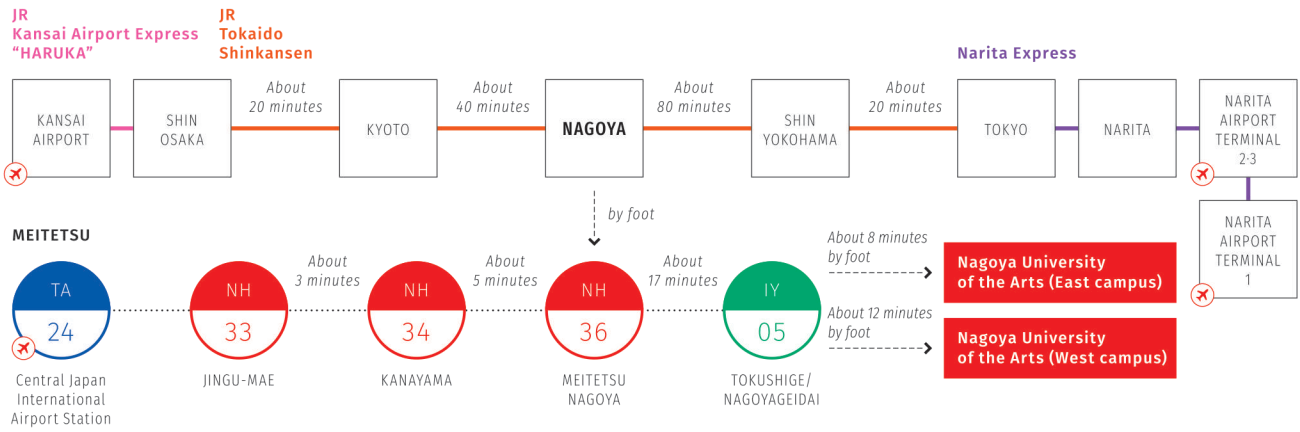 JR
Kansai Airport Express
“HARUKA”
JR
Tokaido
Shinkansen
Narita Express
KANSAI
AIRPORT
SHIN
OSAKA
About
20 minutes
KYOTO
About
40 minutes
NAGOYA
About
80 minutes
SHIN
YOKOHAMA
About
20 minutes
TOKYO
NARITA
NARITA
AIRPORT
TERMINAL
2-3
NARITA
AIRPORT
TERMINAL
1
by foot
MEITETSU
TA
24
Central Japan
International
Airport Station
NH
33
JINGU-MAE
About
3 minutes
NH
34
KANAYAMA
About
5 minutes
NH
36
MEITETSU
NAGOYA
About
17 minutes
IY
05
TOKUSHIGE/
NAGOYAGEIDAI
About 8 minutes
by foot
Nagoya University
of the Arts (East campus)
About 12 minutes
by foot
Nagoya University
of the Arts (West campus)